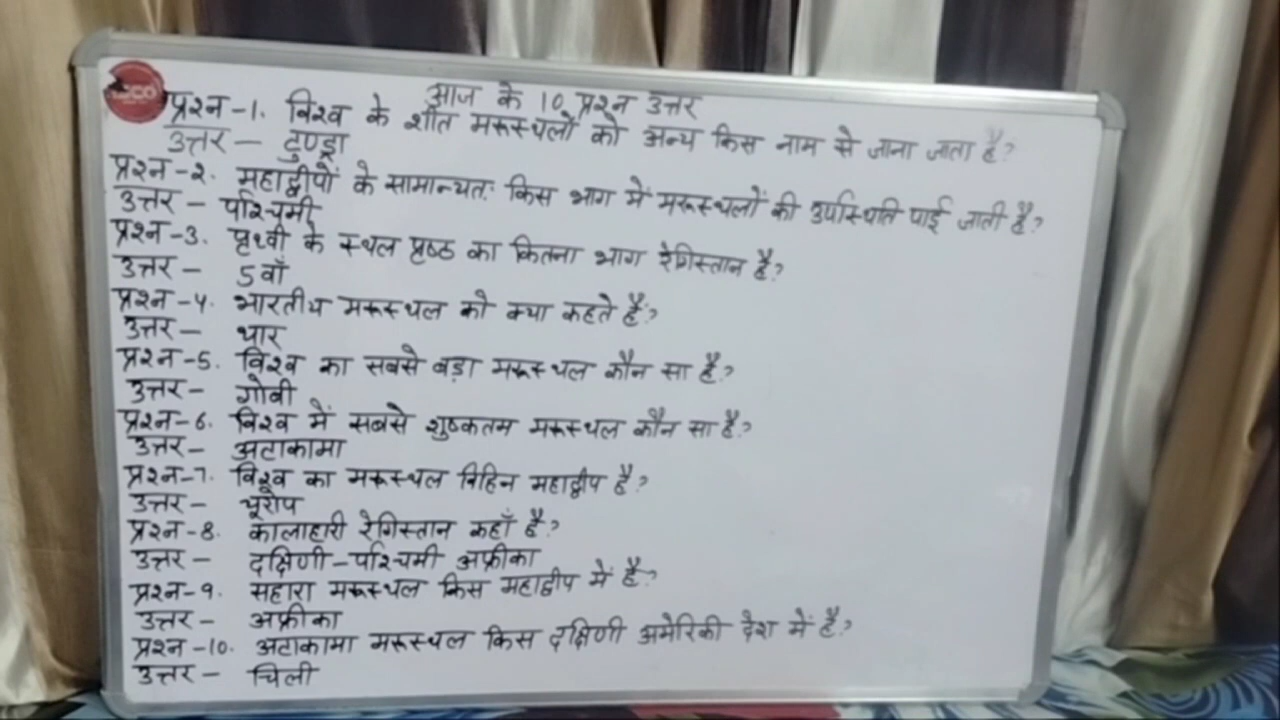 आज के 10 प्रश्न उत्तर
प्रश्न-1. विश्व के शीत मरूस्थलों को अन्य किस नाम से जाना जाता है?
उत्तर - टुण्ड्रा
प्रश्न-२. महाद्वीपों के सामान्यतः किस भाग में मरूस्थलों की उपस्थिति पाई जाती है?
उत्तर - पश्चिमी
प्रश्न-3. पृथ्वी के स्थल प्रष्ठ का कितना भाग रेगिस्तान है?
उत्तर - 5वाँ
प्रश्न-4. भारतीय मरूस्थल को क्या कहते हैं?
उत्तर - थार
प्रश्न-5. विश्व का सबसे बड़ा मरूस्थल कौन सा है?
उत्तर - गोबी
प्रश्न-6. विश्व में सबसे शुष्कतम मरूस्थल कौन सा है?
उत्तर - अटाकामा
प्रश्न-7. विश्व का मरूस्थल विहिन महाद्वीप है?
उत्तर - यूरोप
प्रश्न-8. कालाहारी रेगिस्तान कहाँ है?
उत्तर - दक्षिणी-पश्चिमी अफ्रीका
प्रश्न-9. सहारा मरूस्थल किस महाद्वीप में है?
उत्तर - अफ्रीका
प्रश्न-10. अटाकामा मरूस्थल किस दक्षिणी अमेरिकी देश में है?
उत्तर - चिली